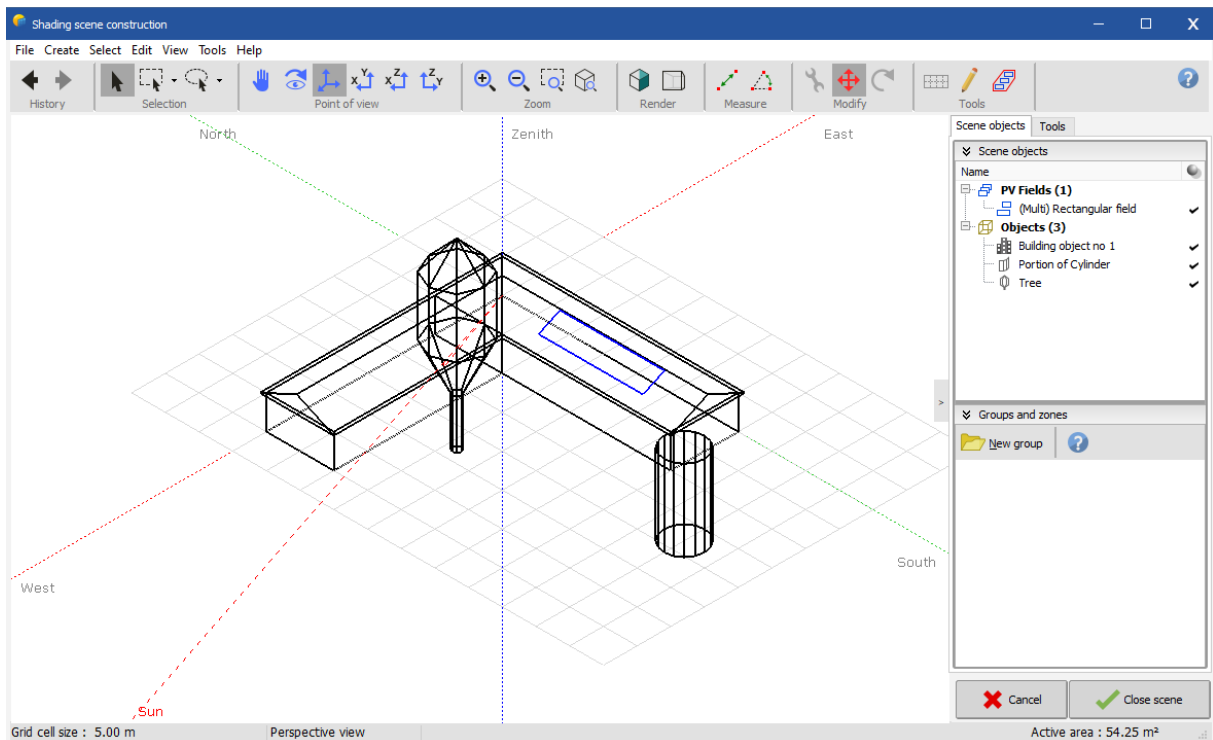 Shading scene construction
File Create Select Edit View Tools Help
History Selection Point of view Zoom Render Measure Modify Tools
North
Zenith
East
West
South
Sun
Scene objects Tools
Scene objects
Name
PV Fields (1)
(Multi) Rectangular field
Objects (3)
Building object no 1
Portion of Cylinder
Tree
Groups and zones
New group
Cancel Close scene
Grid cell size : 5.00 m Perspective view Active area : 54.25 m²